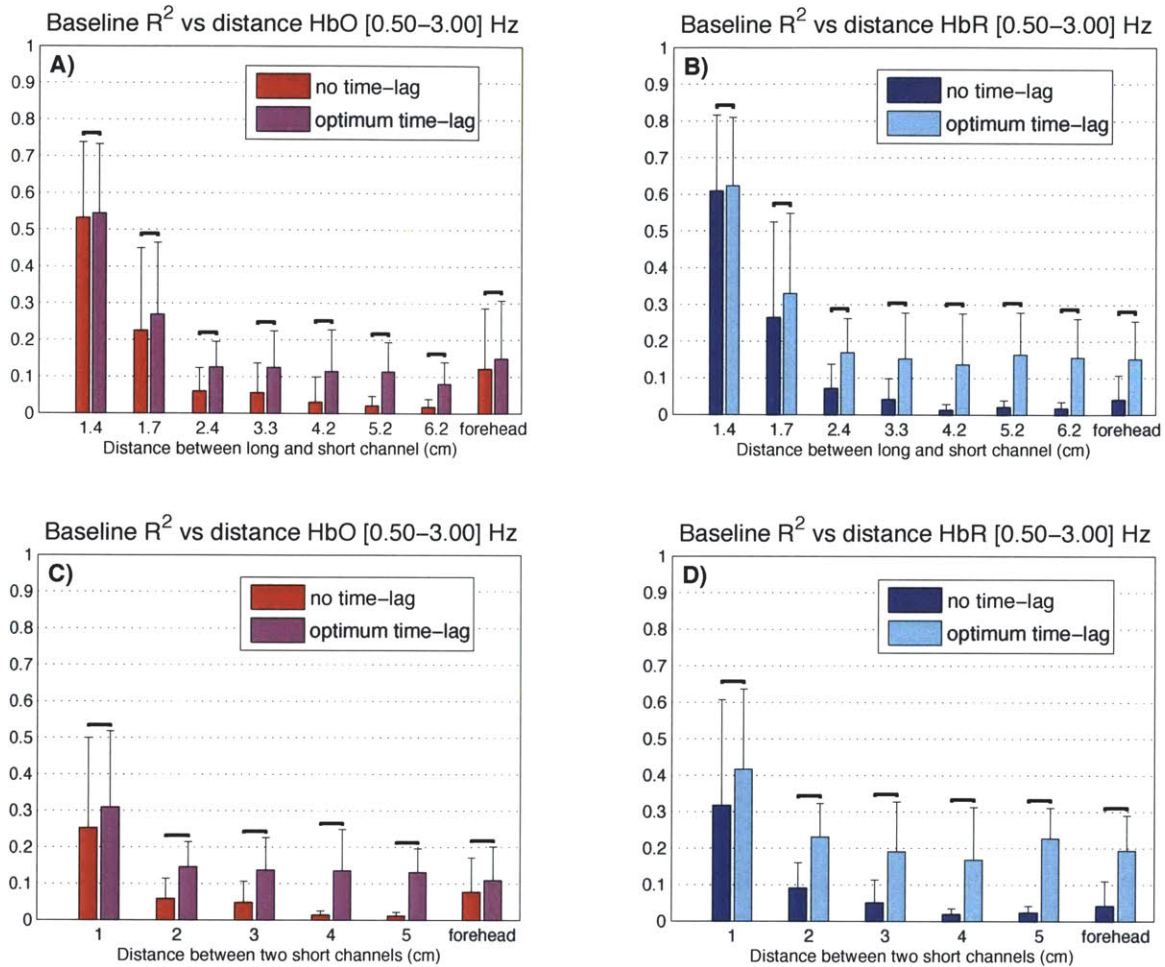 Baseline R² vs distance HbO [0.50–3.00] Hz
A)
no time–lag
optimum time–lag
1
0.9
0.8
0.7
0.6
0.5
0.4
0.3
0.2
0.1
0
1.4 1.7 2.4 3.3 4.2 5.2 6.2 forehead
Distance between long and short channel (cm)
Baseline R² vs distance HbR [0.50–3.00] Hz
B)
no time–lag
optimum time–lag
1
0.9
0.8
0.7
0.6
0.5
0.4
0.3
0.2
0.1
0
1.4 1.7 2.4 3.3 4.2 5.2 6.2 forehead
Distance between long and short channel (cm)
Baseline R² vs distance HbO [0.50–3.00] Hz
C)
no time–lag
optimum time–lag
1
0.9
0.8
0.7
0.6
0.5
0.4
0.3
0.2
0.1
0
1 2 3 4 5 forehead
Distance between two short channels (cm)
Baseline R² vs distance HbR [0.50–3.00] Hz
D)
no time–lag
optimum time–lag
1
0.9
0.8
0.7
0.6
0.5
0.4
0.3
0.2
0.1
0
1 2 3 4 5 forehead
Distance between two short channels (cm)